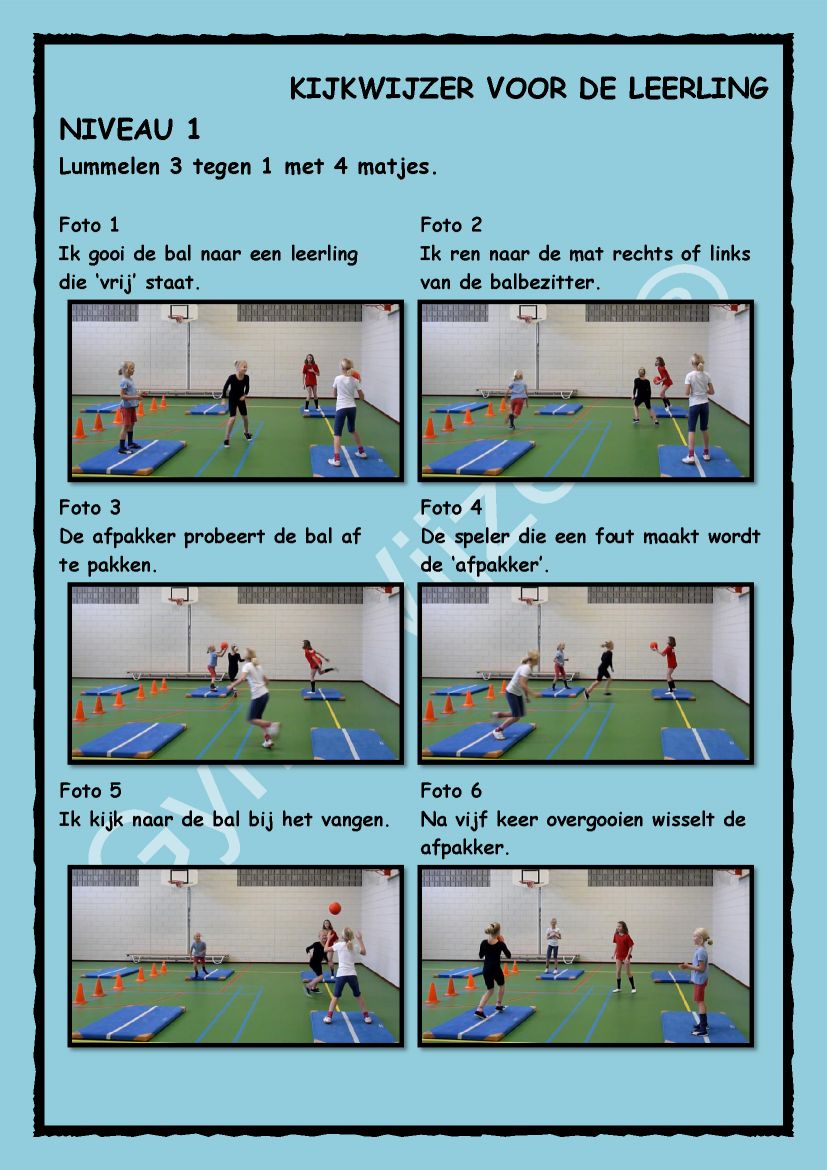 KIJKWIJZER VOOR DE LEERLING
NIVEAU 1
Lummelen 3 tegen 1 met 4 matjes.
Foto 1
Ik gooi de bal naar een leerling
die ‘vrij’ staat.
Foto 2
Ik ren naar de mat rechts of links
van de balbezitter.
Foto 3
De afpakker probeert de bal af
te pakken.
Foto 4
De speler die een fout maakt wordt
de ‘afpakker’.
Foto 5
Ik kijk naar de bal bij het vangen.
Foto 6
Na vijf keer overgooien wisselt de
afpakker.